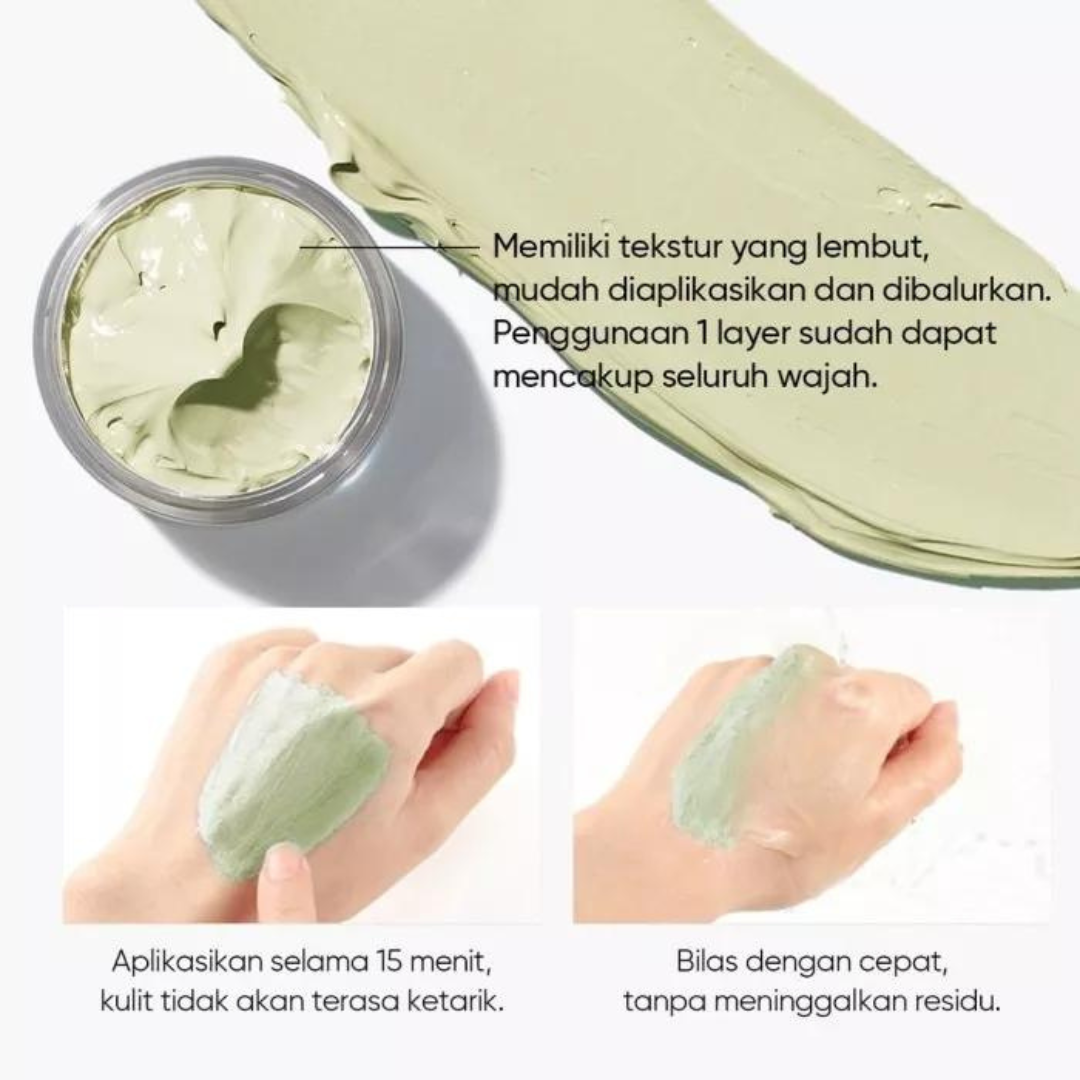 Memiliki tekstur yang lembut,
mudah diaplikasikan dan dibalurkan.
Penggunaan 1 layer sudah dapat
mencakup seluruh wajah.
Aplikasikan selama 15 menit,
kulit tidak akan terasa ketarik.
Bilas dengan cepat,
tanpa meninggalkan residu.